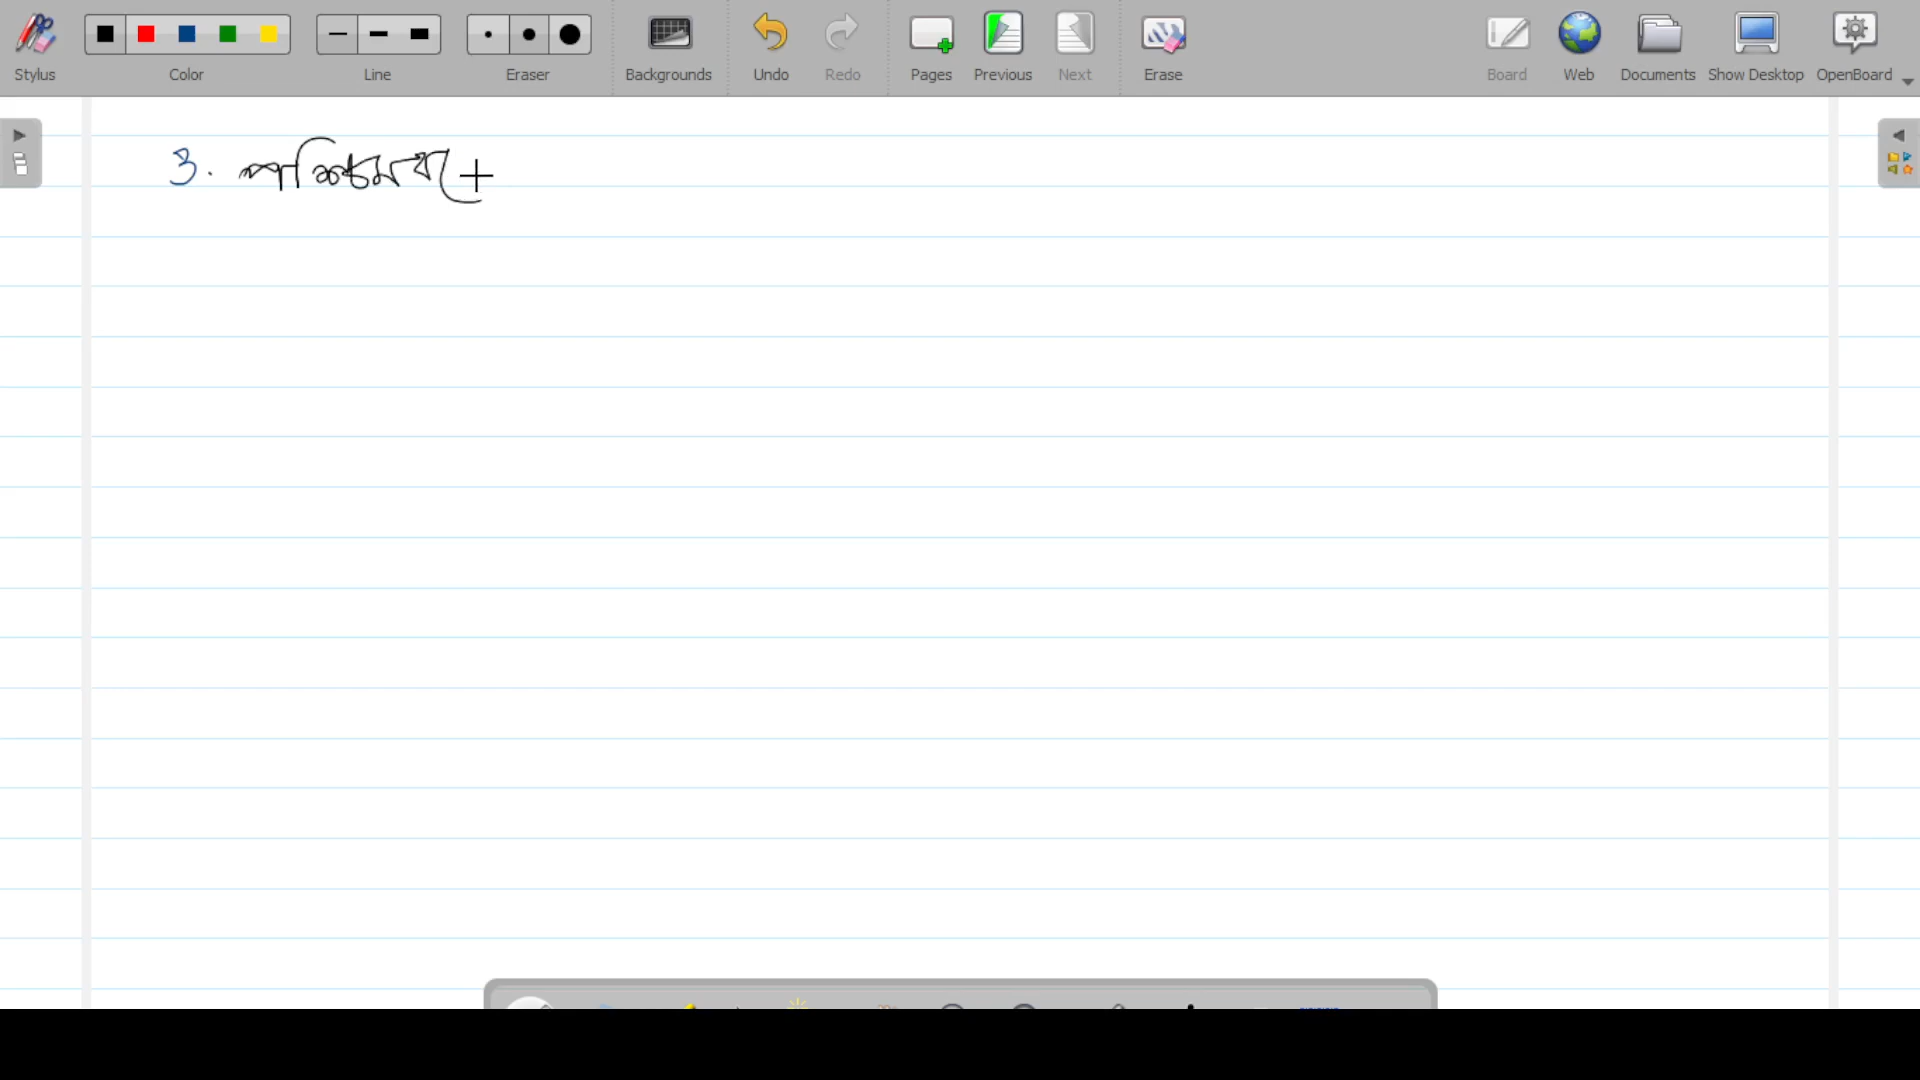 Stylus
Color
Line
Eraser
Backgrounds
Undo
Redo
Pages
Previous
Next
Erase
Board
Web
Documents
Show Desktop
OpenBoard
3.